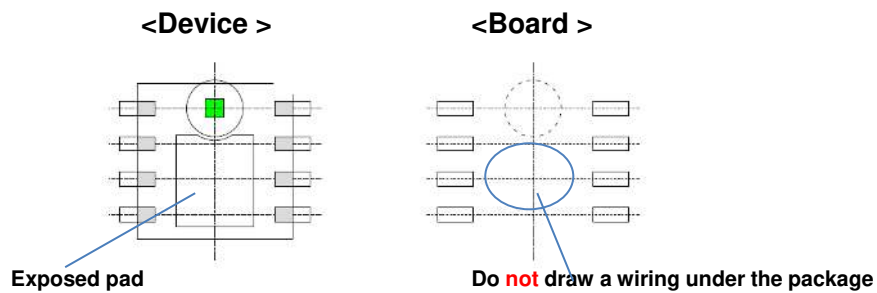 <Device >
<Board >
Exposed pad
Do not draw a wiring under the package